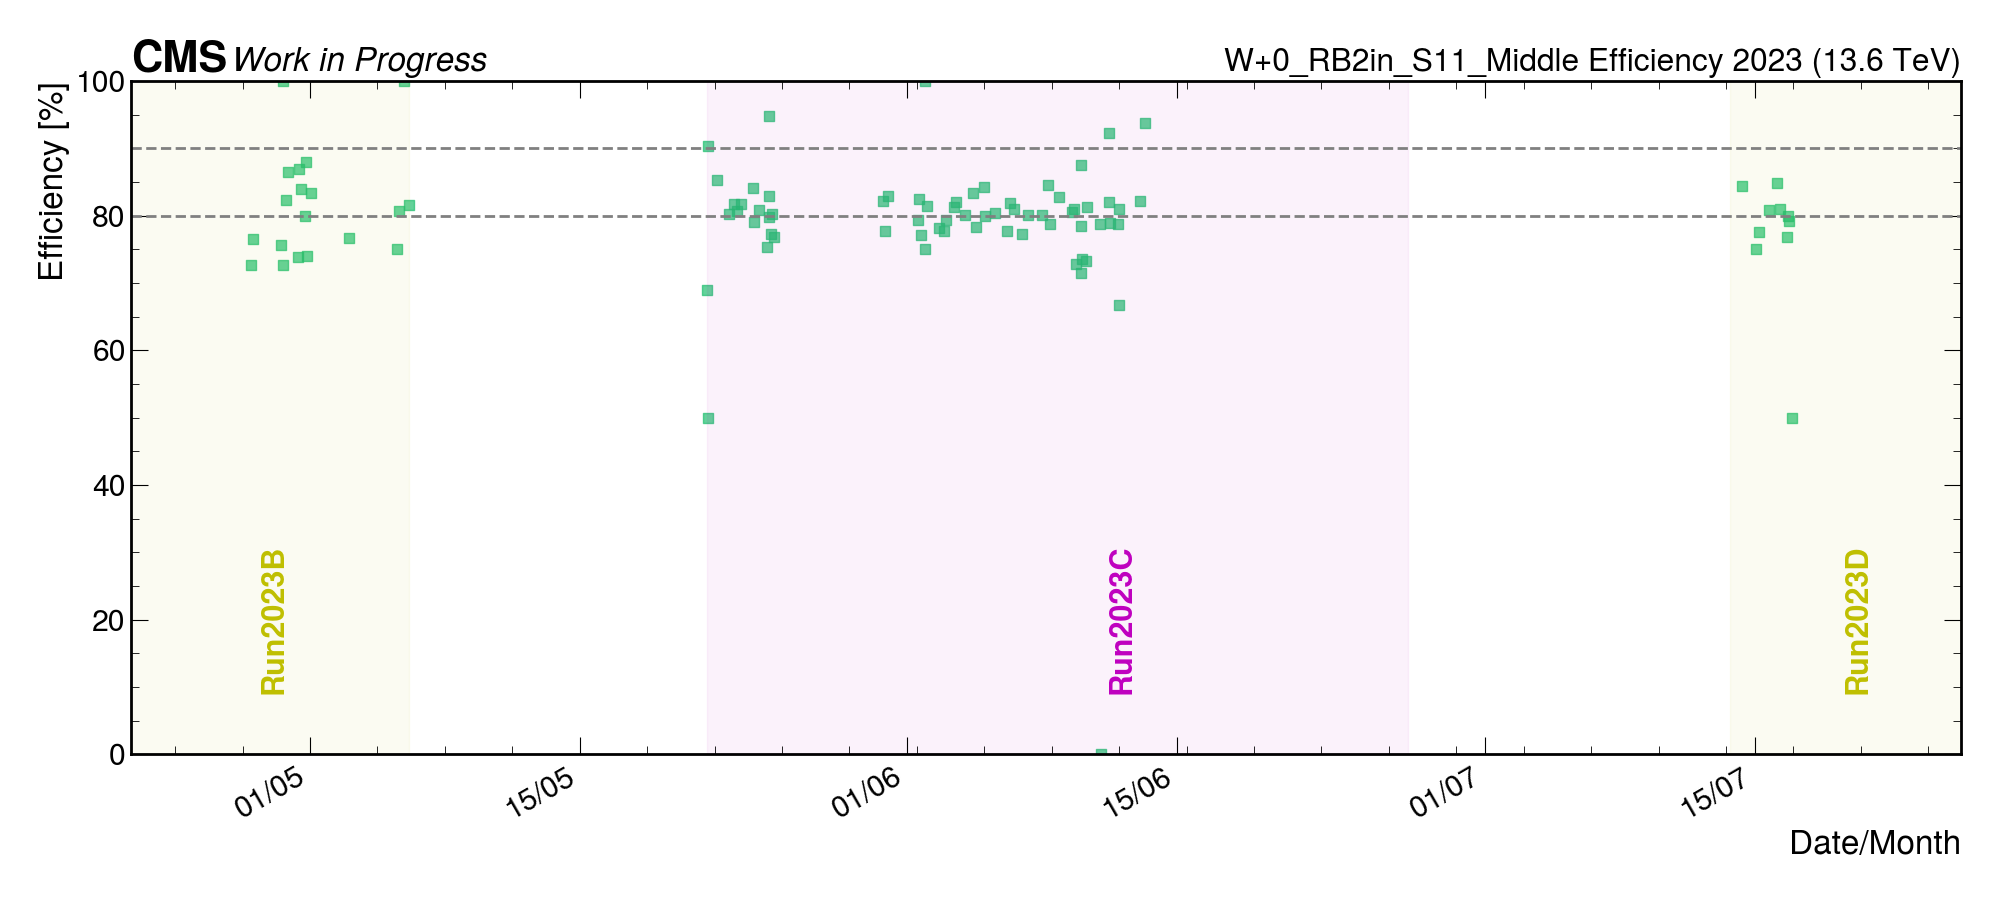 CMS Work in Progress
W+0_RB2in_S11_Middle Efficiency 2023 (13.6 TeV)
Efficiency [%]
100
80
60
40
20
0
Run2023B
Run2023C
Run2023D
01/05
15/05
01/06
15/06
01/07
15/07
Date/Month